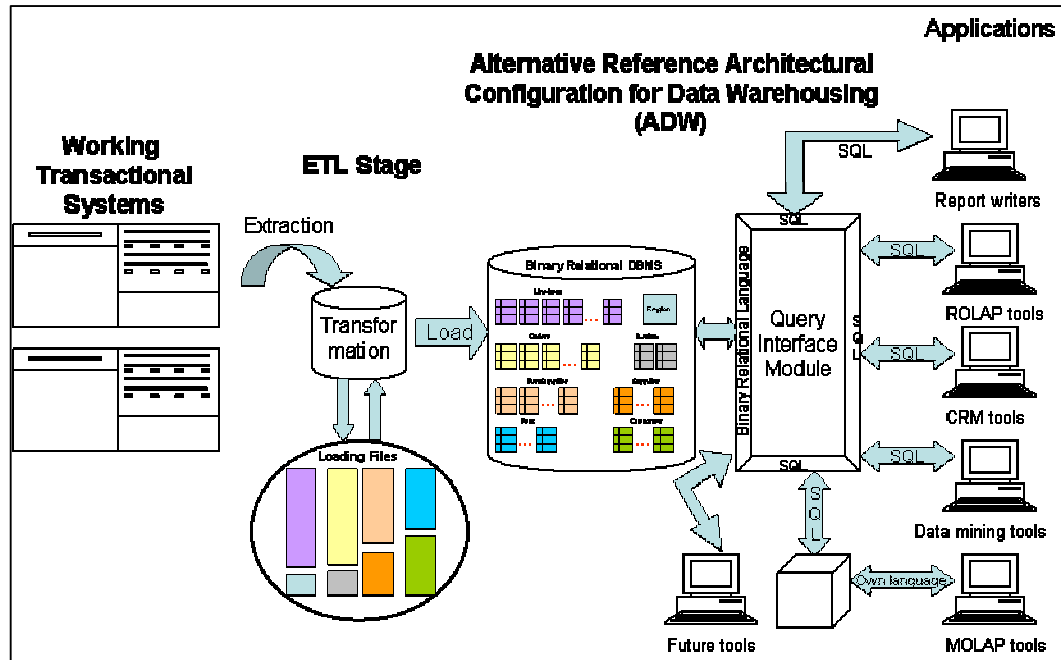 Applications
Alternative Reference Architectural
Configuration for Data Warehousing
(ADW)
Working
Transactional
Systems
ETL Stage
Extraction
Transfor
mation
Load
Loading Files
Binary Relational DBMS
Region
Binary Relational Language
SQL
Query
Interface
Module
SQL
SQL
SQL
Report writers
SQL
ROLAP tools
SQL
CRM tools
SQL
Data mining tools
SQL
Own language
MOLAP tools
Future tools